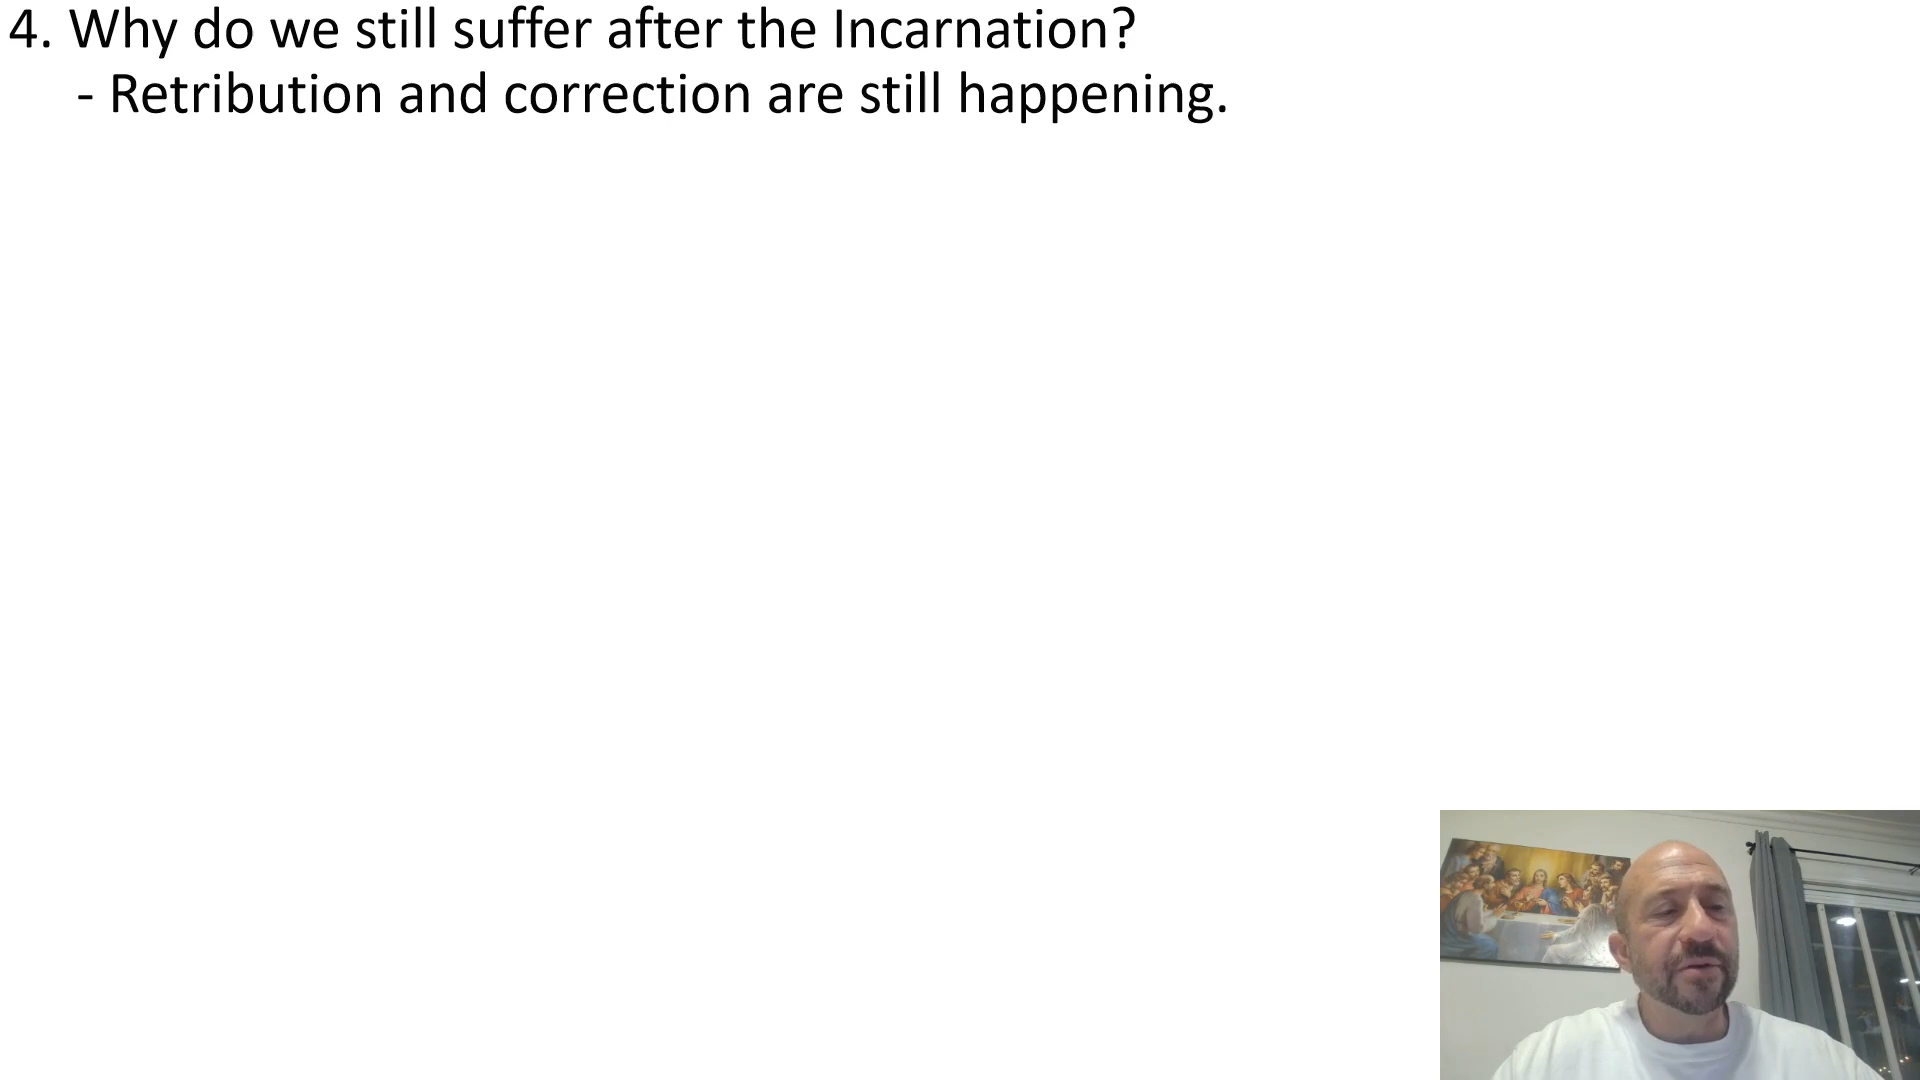 4. Why do we still suffer after the Incarnation?
- Retribution and correction are still happening.